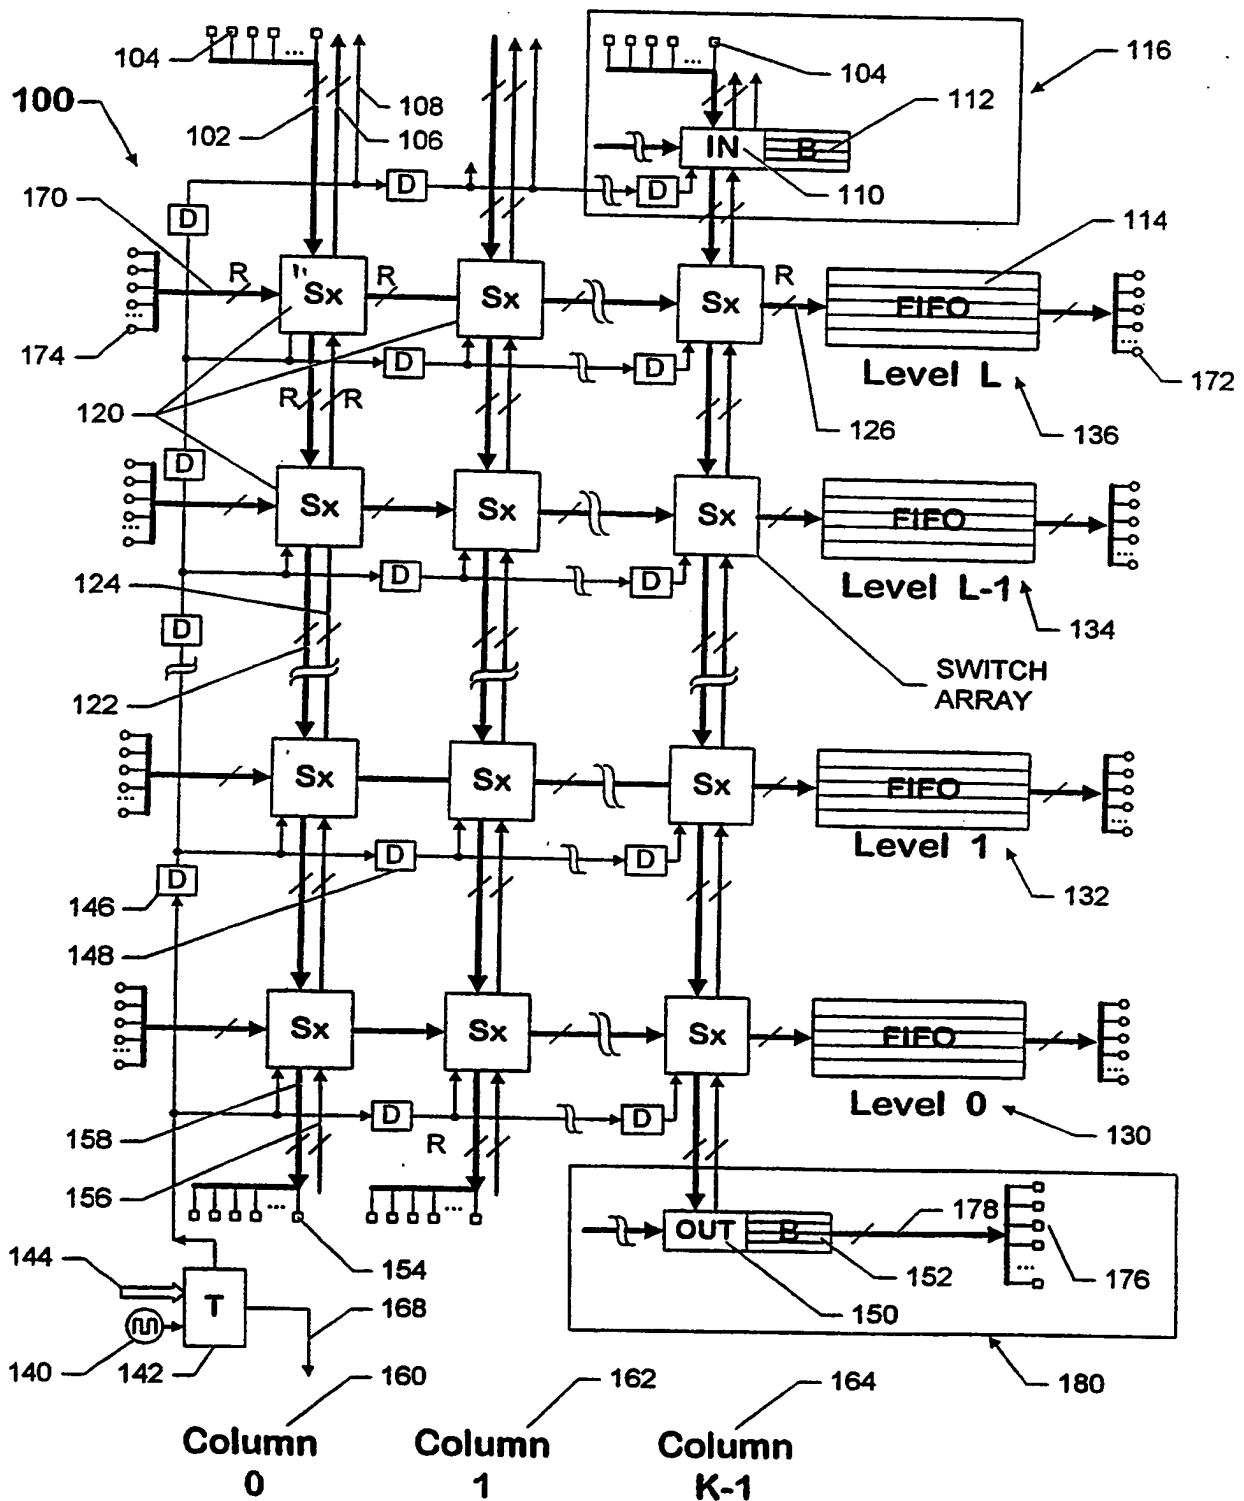 104
...
100
108
102
106
...
104
116
112
IN
B
110
D
D
D
170
R
"
Sx
R
Sx
Sx
R
114
FIFO
174
...
D
D
Level L
...
172
120
R
R
126
136
D
...
Sx
Sx
Sx
FIFO
...
124
D
D
Level L-1
134
D
122
SWITCH
ARRAY
...
Sx
Sx
Sx
FIFO
...
D
D
Level 1
146
D
132
148
...
Sx
Sx
Sx
FIFO
...
D
D
Level 0
158
R
130
156
...
...
OUT
B
178
...
144
T
154
152
176
168
150
140
142
160
162
164
180
Column
0
Column
1
Column
K-1